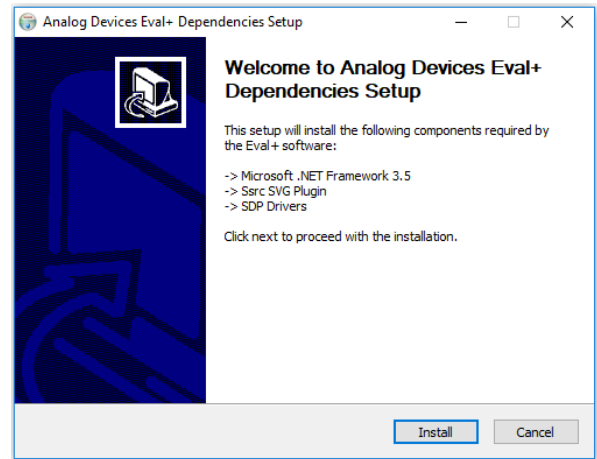 Analog Devices Eval+ Dependencies Setup
Welcome to Analog Devices Eval+
Dependencies Setup
This setup will install the following components required by
the Eval+ software:
-> Microsoft .NET Framework 3.5
-> Ssrc SVG Plugin
-> SDP Drivers
Click next to proceed with the installation.
Install
Cancel